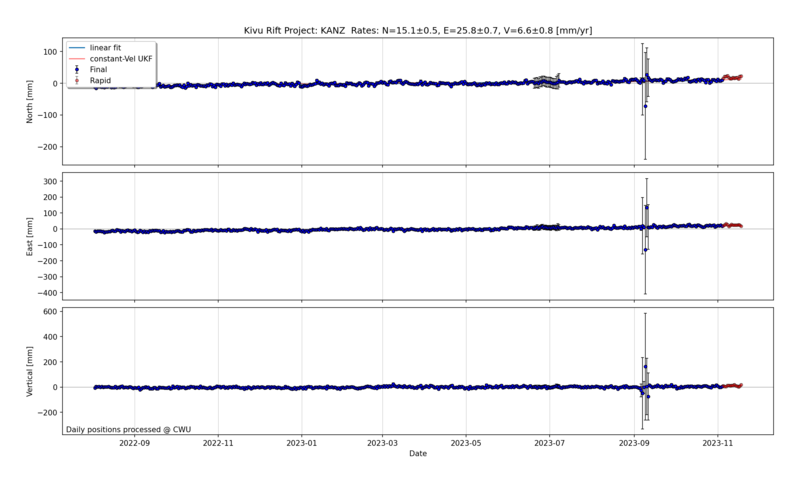 Kivu Rift Project: KANZ Rates: N=15.1±0.5, E=25.8±0.7, V=6.6±0.8 [mm/yr]
linear fit
constant-Vel UKF
Final
Rapid
North [mm]
100
0
−100
−200
East [mm]
300
200
100
0
−100
−200
−300
−400
Vertical [mm]
600
400
200
0
−200
Daily positions processed @ CWU
2022-09 2022-11 2023-01 2023-03 2023-05 2023-07 2023-09 2023-11
Date